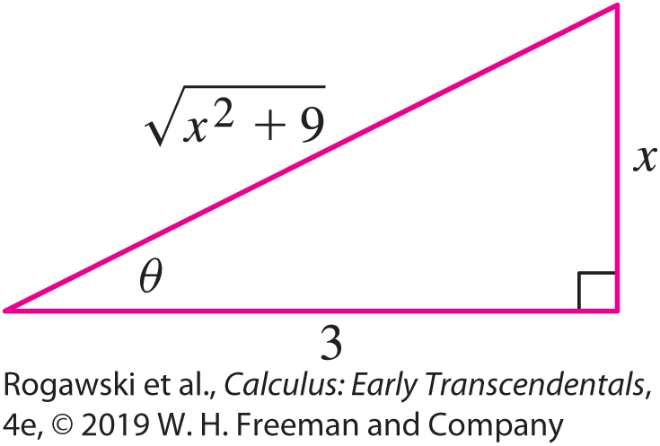 √(x² + 9)
x
θ
3
Rogawski et al., Calculus: Early Transcendentals,
4e, © 2019 W. H. Freeman and Company